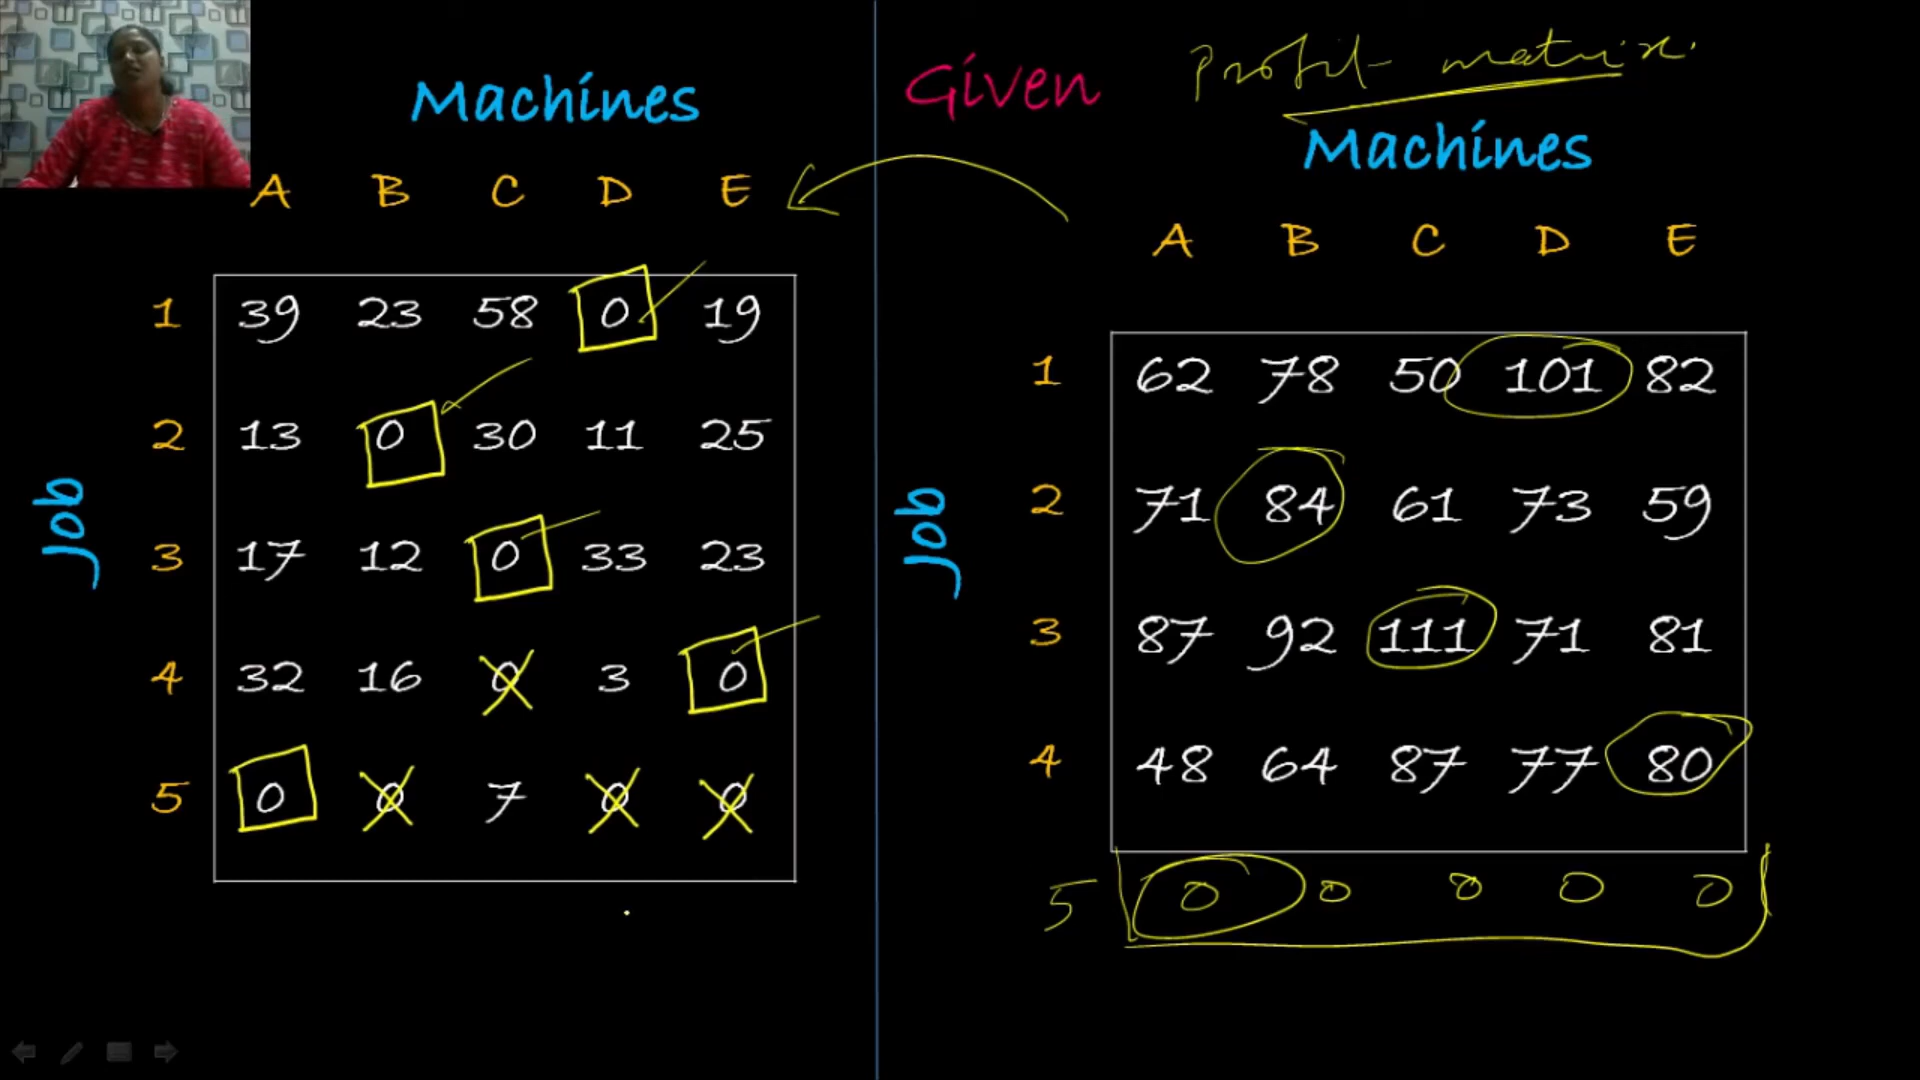 Machines
A B C D E
Job
1 39 23 58 0 19
2 13 0 30 11 25
3 17 12 0 33 23
4 32 16 0 3 0
5 0 0 7 0 0
Given
Profit matrix.
Machines
A B C D E
Job
1 62 78 50 101 82
2 71 84 61 73 59
3 87 92 111 71 81
4 48 64 87 77 80
5 0 0 0 0 0